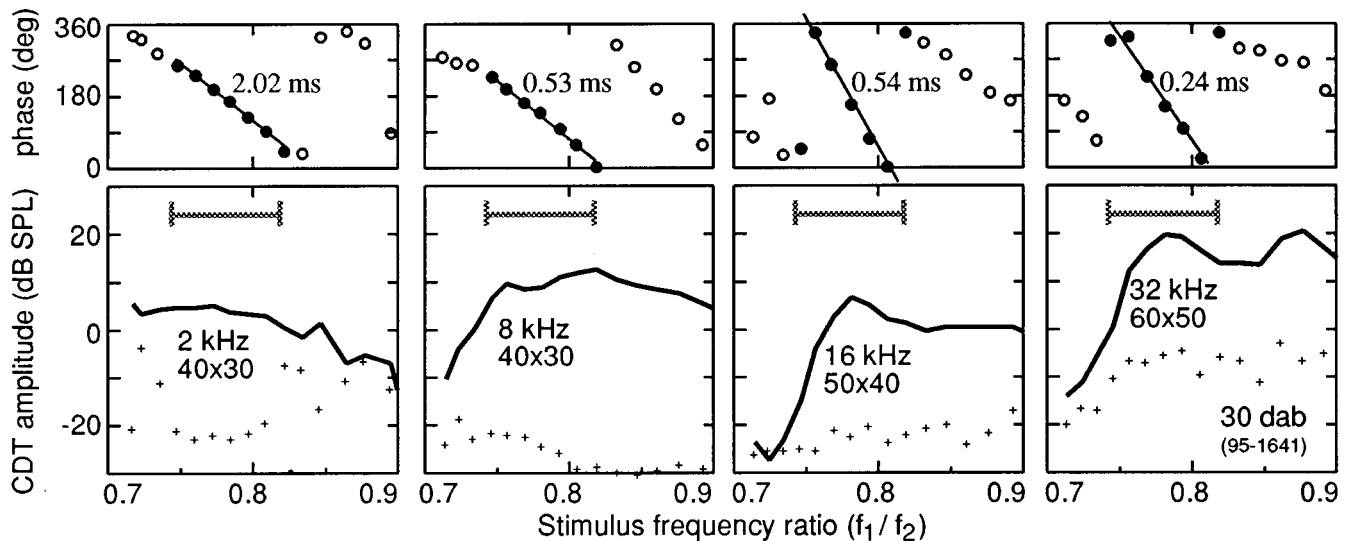 phase (deg)
360
180
0
2.02 ms
0.53 ms
0.54 ms
0.24 ms
CDT amplitude (dB SPL)
20
0
-20
2 kHz
40x30
8 kHz
40x30
16 kHz
50x40
32 kHz
60x50
30 dab
(95-1641)
0.7 0.8 0.9
0.7 0.8 0.9
0.7 0.8 0.9
0.7 0.8 0.9
Stimulus frequency ratio (f1 / f2)